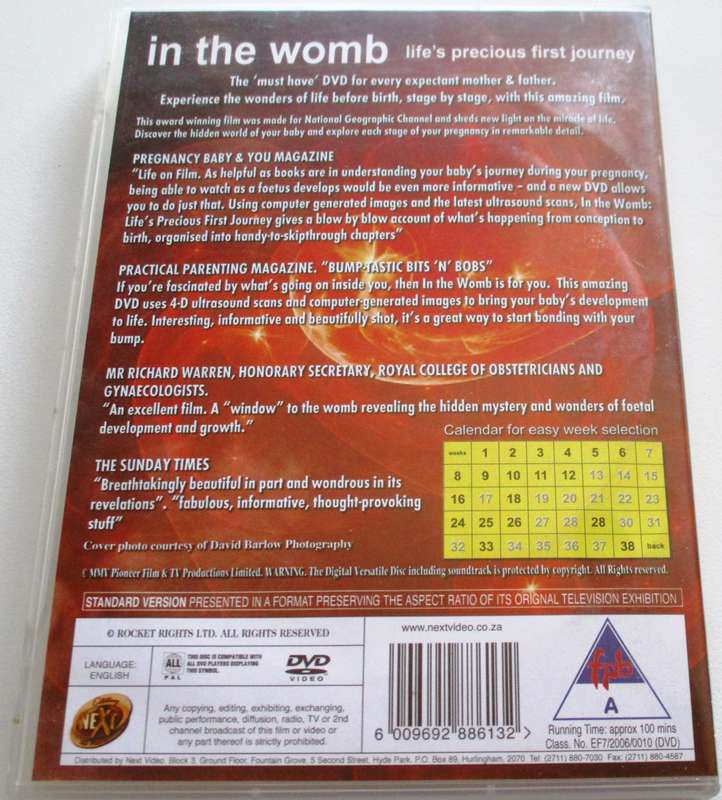 in the womb life's precious first journey
The 'must have' DVD for every expectant mother & father.
Experience the wonders of life before birth, stage by stage, with this amazing film.
This award winning film was made for National Geographic Channel and sheds new light on the miracle of life.
Discover the hidden world of your baby and explore each stage of your pregnancy in remarkable detail.
PREGNANCY BABY & YOU MAGAZINE
"Life on Film. As helpful as books are in understanding your baby's journey during your pregnancy,
being able to watch as a foetus develops would be even more informative – and a new DVD allows
you to do just that. Using computer generated images and the latest ultrasound scans, In the Womb:
Life's Precious First Journey gives a blow by blow account of what's happening from conception to
birth, organised into handy-to-skipthrough chapters"
PRACTICAL PARENTING MAGAZINE. "BUMP-TASTIC BITS 'N' BOBS"
If you're fascinated by what's going on inside you, then In the Womb is for you. This amazing
DVD uses 4-D ultrasound scans and computer-generated images to bring your baby's development
to life. Interesting, informative and beautifully shot, it's a great way to start bonding with your
bump.
MR RICHARD WARREN, HONORARY SECRETARY, ROYAL COLLEGE OF OBSTETRICIANS AND
GYNAECOLOGISTS.
"An excellent film. A "window" to the womb revealing the hidden mystery and wonders of foetal
development and growth."
Calendar for easy week selection
weeks 1 2 3 4 5 6 7
8 9 10 11 12 13 14 15
16 17 18 19 20 21 22 23
24 25 26 27 28 28 30 31
32 33 34 35 36 37 38 back
THE SUNDAY TIMES
"Breathtakingly beautiful in part and wondrous in its
revelations". "fabulous, informative, thought-provoking
stuff"
Cover photo courtesy of David Barlow Photography
© MMV Pioneer Film & TV Productions Limited. WARNING. The Digital Versatile Disc including soundtrack is protected by copyright. All Rights reserved.
STANDARD VERSION PRESENTED IN A FORMAT PRESERVING THE ASPECT RATIO OF ITS ORIGNAL TELEVISION EXHIBITION
© ROCKET RIGHTS LTD. ALL RIGHTS RESERVED
LANGUAGE:
ENGLISH
ALL
PAL
THIS DISC IS COMPATIBLE WITH
ALL DVD PLAYERS DISPLAYING
THIS SYMBOL.
DVD
VIDEO
NEXT
Any copying, editing, exhibiting, exchanging,
public performance, diffusion, radio, TV or 2nd
channel broadcast of this film or video or
any part thereof is strictly prohibited.
www.nextvideo.co.za
6 009692 886132 >
fpb
A
Running Time: approx 100 mins
Class. No. EF7/2006/0010 (DVD)
Distributed by Next Video. Block 3, Ground Floor, Fountain Grove, 5 Second Street, Hyde Park, P.O. Box 89, Hurlingham, 2070 Tel: (2711) 880-7030 Fax: (2711) 880-4587